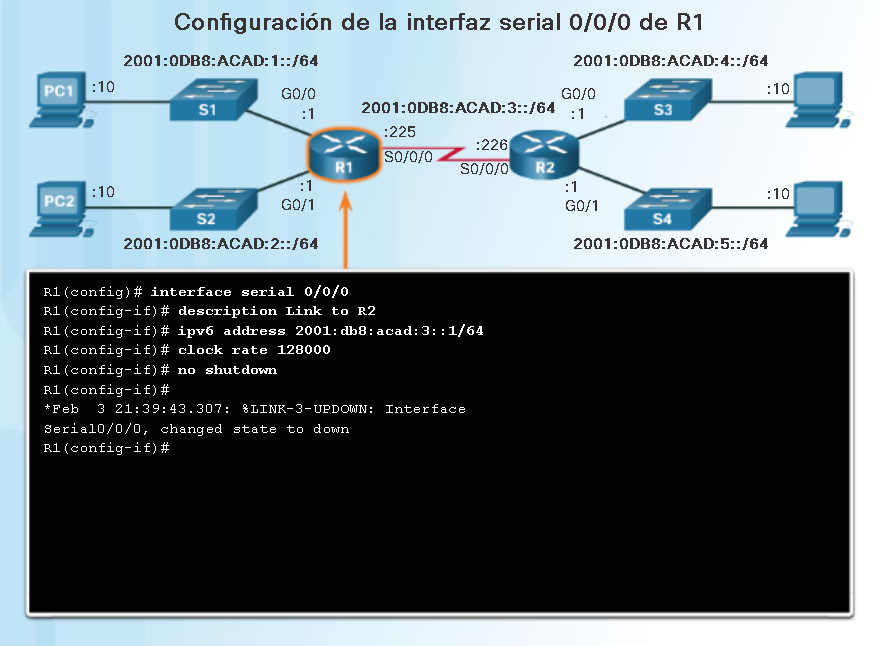 Configuración de la interfaz serial 0/0/0 de R1
2001:0DB8:ACAD:1::/64
2001:0DB8:ACAD:4::/64
PC1
:10
S1
G0/0
:1
2001:0DB8:ACAD:3::/64
G0/0
:1
S3
:10
:225
S0/0/0
:226
S0/0/0
R1
R2
PC2
:10
S2
:1
G0/1
:1
G0/1
S4
:10
2001:0DB8:ACAD:2::/64
2001:0DB8:ACAD:5::/64
R1(config)# interface serial 0/0/0
R1(config-if)# description Link to R2
R1(config-if)# ipv6 address 2001:db8:acad:3::1/64
R1(config-if)# clock rate 128000
R1(config-if)# no shutdown
R1(config-if)#
*Feb  3 21:39:43.307: %LINK-3-UPDOWN: Interface
Serial0/0/0, changed state to down
R1(config-if)#